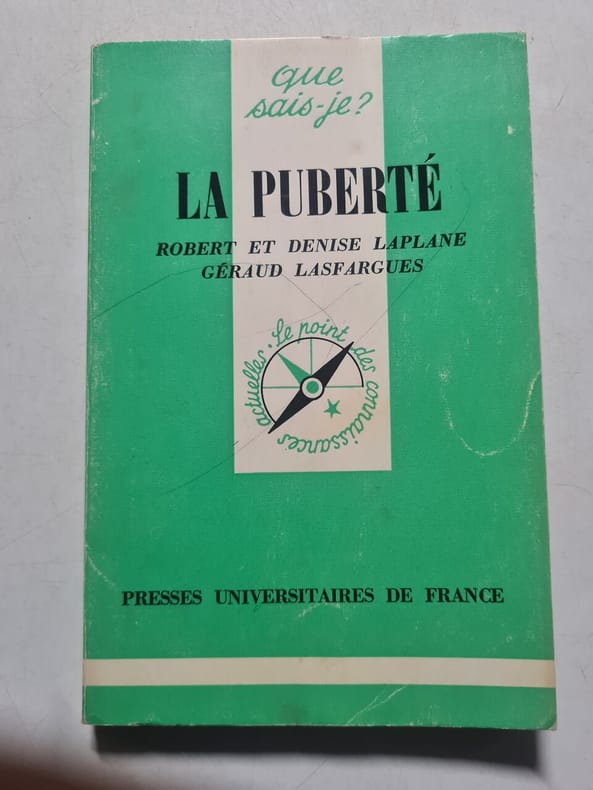 que
sais-je?
LA PUBERTÉ
ROBERT ET DENISE LAPLANE
GÉRAUD LASFARGUES
Le point des connaissances actuelles.
PRESSES UNIVERSITAIRES DE FRANCE